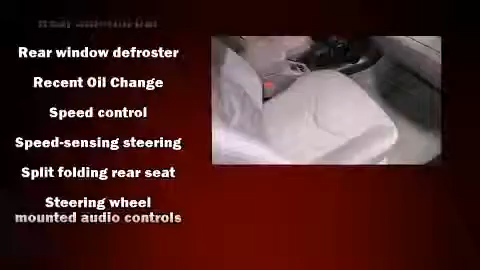 Rear window defroster
Recent Oil Change
Speed control
Speed-sensing steering
Split folding rear seat
Steering wheel
mounted audio controls